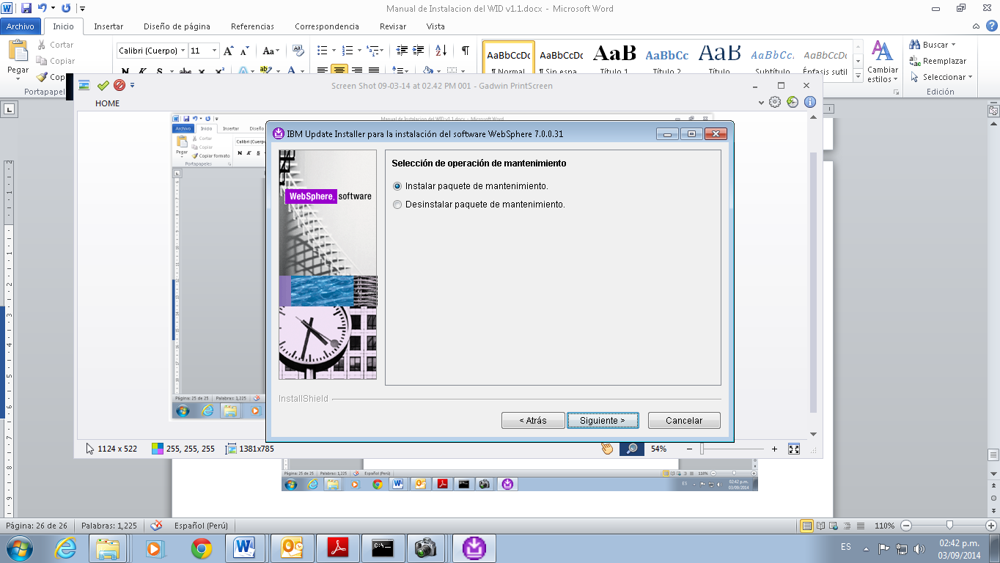 Manual de Instalacion del WID v1.1.docx - Microsoft Word
Archivo Inicio Insertar Diseño de página Referencias Correspondencia Revisar Vista
Pegar
Cortar
Copiar
Portapapel
Calibri (Cuerpo) 11
AaBbCcDc AaBbCcDc AaB AaBbCc AaB AaBbCc. AaBbCcDc
¶ Normal ¶ Sin espa... Título 1 Título 2 Título Subtítulo Énfasis sutil
Cambiar estilos
Buscar
Reemplazar
Seleccionar
Edición
Screen Shot 09-03-14 at 02.42 PM 001 - Gadwin PrintScreen
HOME
Manual de Instalacion del WID v1.1.docx - Microsoft Word
Archivo Inicio Insertar Diseño
Pegar
Cortar
Copiar
Copiar formato
Portapapeles
Calibri (Cuerpo)
Página: 25 de 25 Palabras: 1,225
IBM Update Installer para la instalación del software WebSphere 7.0.0.31
WebSphere. software
Selección de operación de mantenimiento
Instalar paquete de mantenimiento.
Desinstalar paquete de mantenimiento.
InstallShield
< Atrás Siguiente > Cancelar
1124 x 522 255, 255, 255 1381x785 54%
Página: 25 de 25 Palabras: 1,225 Español (Perú) 110%
ES 02:42 p.m.
03/09/2014
Página: 26 de 26 Palabras: 1,225 Español (Perú) 110%
ES 02:42 p.m.
03/09/2014